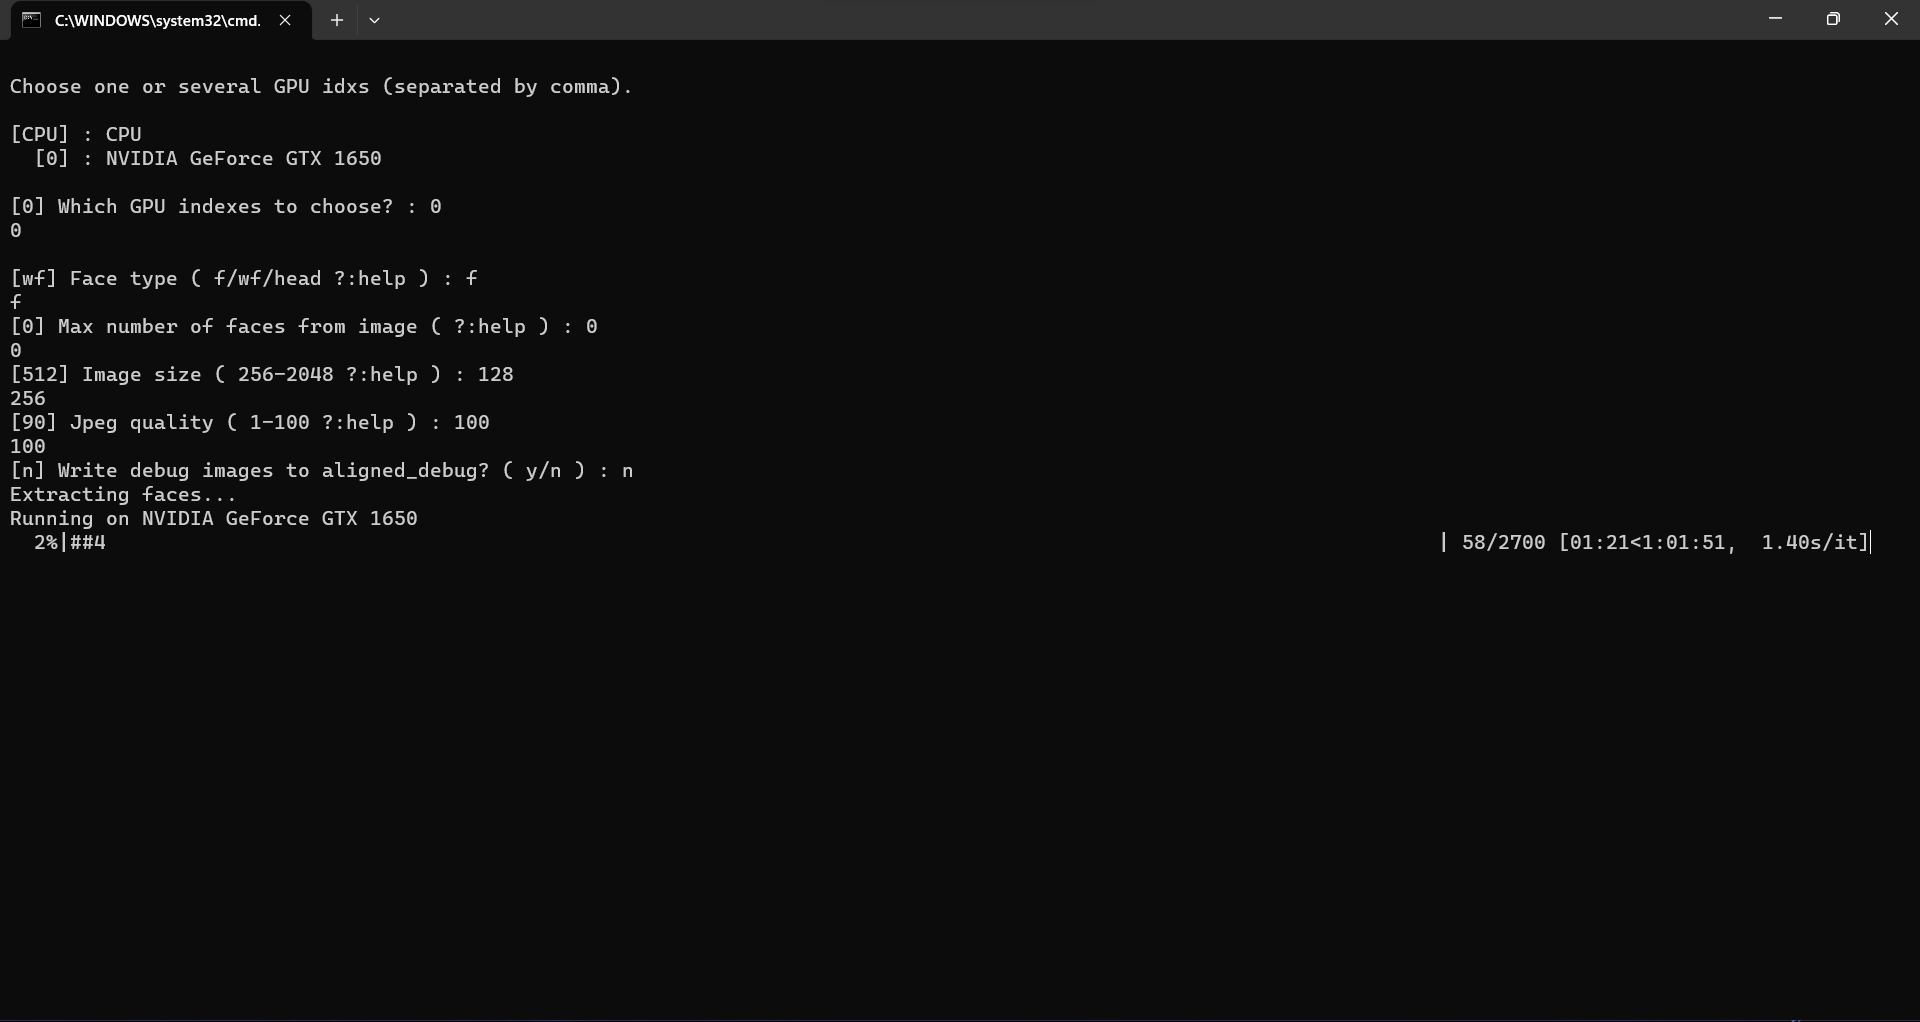 C:\WINDOWS\system32\cmd.
Choose one or several GPU idxs (separated by comma).
[CPU] : CPU
[0] : NVIDIA GeForce GTX 1650
[0] Which GPU indexes to choose? : 0
0
[wf] Face type ( f/wf/head ?:help ) : f
f
[0] Max number of faces from image ( ?:help ) : 0
0
[512] Image size ( 256-2048 ?:help ) : 128
256
[90] Jpeg quality ( 1-100 ?:help ) : 100
100
[n] Write debug images to aligned_debug? ( y/n ) : n
Extracting faces...
Running on NVIDIA GeForce GTX 1650
2%|##4 | 58/2700 [01:21<1:01:51, 1.40s/it]